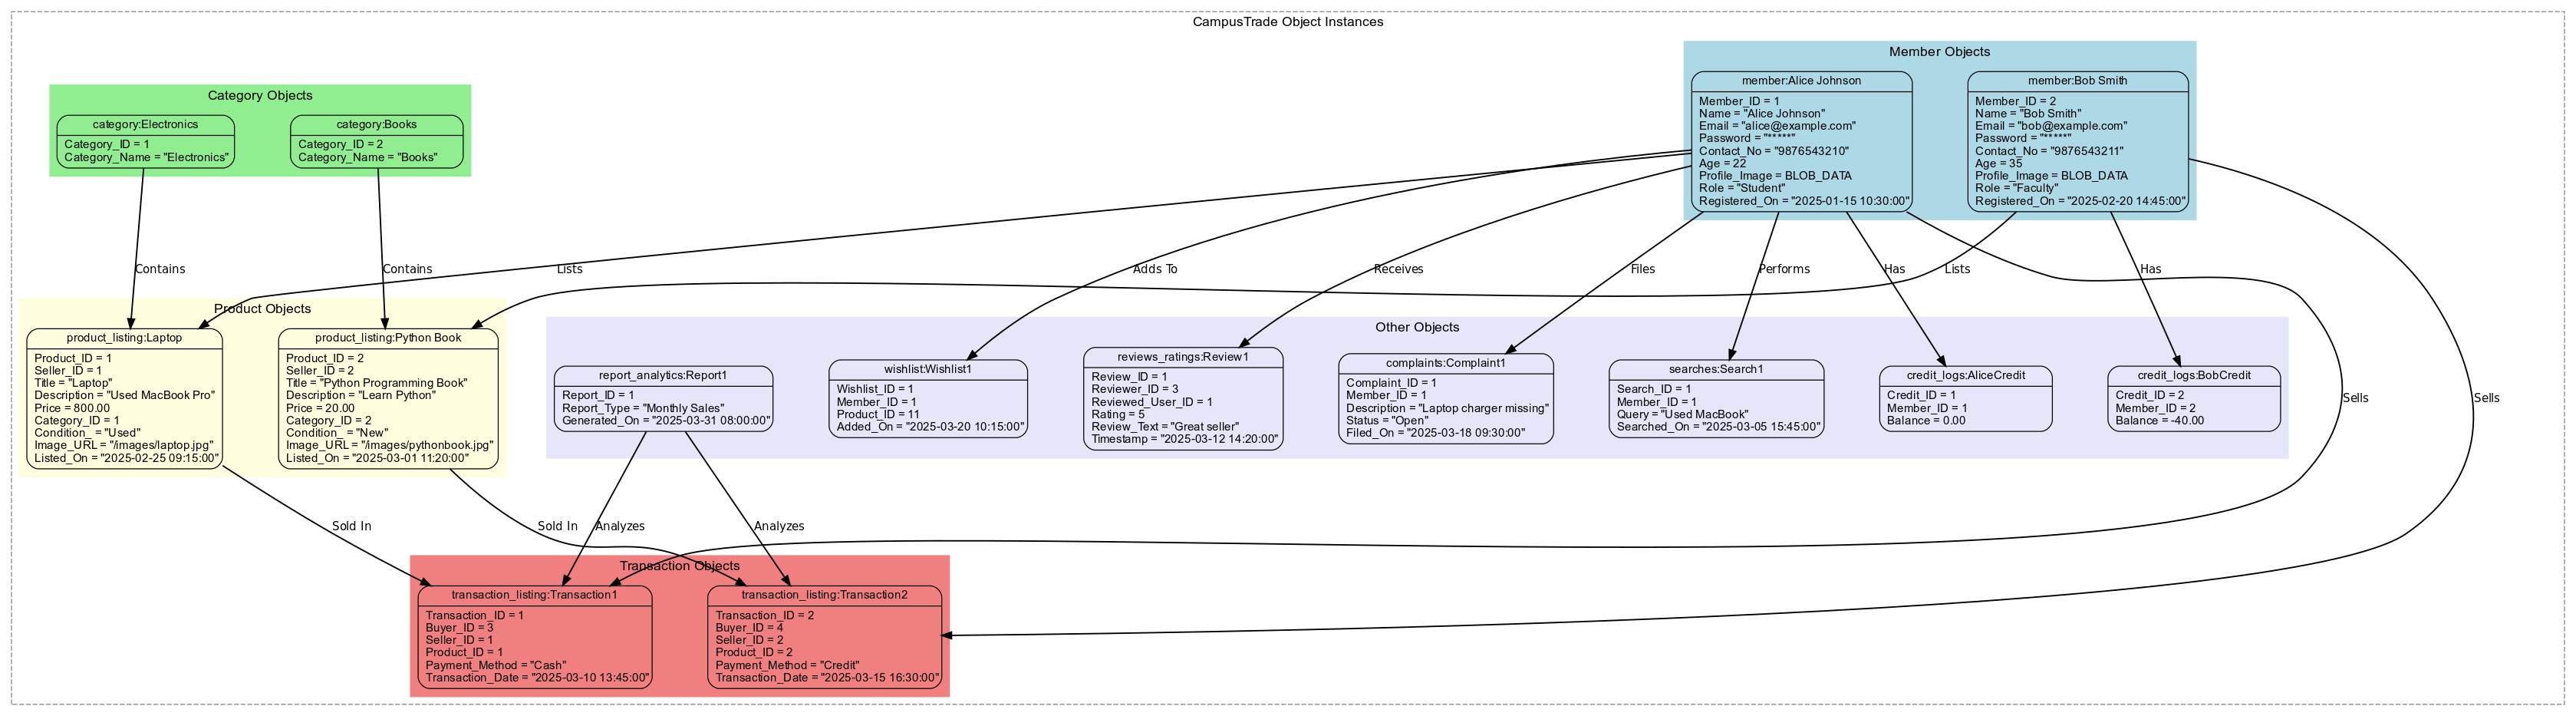 CampusTrade Object Instances
Member Objects
member:Alice Johnson
Member_ID = 1
Name = "Alice Johnson"
Email = "alice@example.com"
Password = "*****"
Contact_No = "9876543210"
Age = 22
Profile_Image = BLOB_DATA
Role = "Student"
Registered_On = "2025-01-15 10:30:00"
member:Bob Smith
Member_ID = 2
Name = "Bob Smith"
Email = "bob@example.com"
Password = "*****"
Contact_No = "9876543211"
Age = 35
Profile_Image = BLOB_DATA
Role = "Faculty"
Registered_On = "2025-02-20 14:45:00"
Category Objects
category:Electronics
Category_ID = 1
Category_Name = "Electronics"
category:Books
Category_ID = 2
Category_Name = "Books"
Contains
Contains
Lists
Adds To
Receives
Files
Performs
Has
Lists
Has
Product Objects
product_listing:Laptop
Product_ID = 1
Seller_ID = 1
Title = "Laptop"
Description = "Used MacBook Pro"
Price = 800.00
Category_ID = 1
Condition_ = "Used"
Image_URL = "/images/laptop.jpg"
Listed_On = "2025-02-25 09:15:00"
product_listing:Python Book
Product_ID = 2
Seller_ID = 2
Title = "Python Programming Book"
Description = "Learn Python"
Price = 20.00
Category_ID = 2
Condition_ = "New"
Image_URL = "/images/pythonbook.jpg"
Listed_On = "2025-03-01 11:20:00"
Other Objects
report_analytics:Report1
Report_ID = 1
Report_Type = "Monthly Sales"
Generated_On = "2025-03-31 08:00:00"
wishlist:Wishlist1
Wishlist_ID = 1
Member_ID = 1
Product_ID = 11
Added_On = "2025-03-20 10:15:00"
reviews_ratings:Review1
Review_ID = 1
Reviewer_ID = 3
Reviewed_User_ID = 1
Rating = 5
Review_Text = "Great seller"
Timestamp = "2025-03-12 14:20:00"
complaints:Complaint1
Complaint_ID = 1
Member_ID = 1
Description = "Laptop charger missing"
Status = "Open"
Filed_On = "2025-03-18 09:30:00"
searches:Search1
Search_ID = 1
Member_ID = 1
Query = "Used MacBook"
Searched_On = "2025-03-05 15:45:00"
credit_logs:AliceCredit
Credit_ID = 1
Member_ID = 1
Balance = 0.00
credit_logs:BobCredit
Credit_ID = 2
Member_ID = 2
Balance = -40.00
Sells
Sells
Sold In
Sold In
Analyzes
Analyzes
Transaction Objects
transaction_listing:Transaction1
Transaction_ID = 1
Buyer_ID = 3
Seller_ID = 1
Product_ID = 1
Payment_Method = "Cash"
Transaction_Date = "2025-03-10 13:45:00"
transaction_listing:Transaction2
Transaction_ID = 2
Buyer_ID = 4
Seller_ID = 2
Product_ID = 2
Payment_Method = "Credit"
Transaction_Date = "2025-03-15 16:30:00"